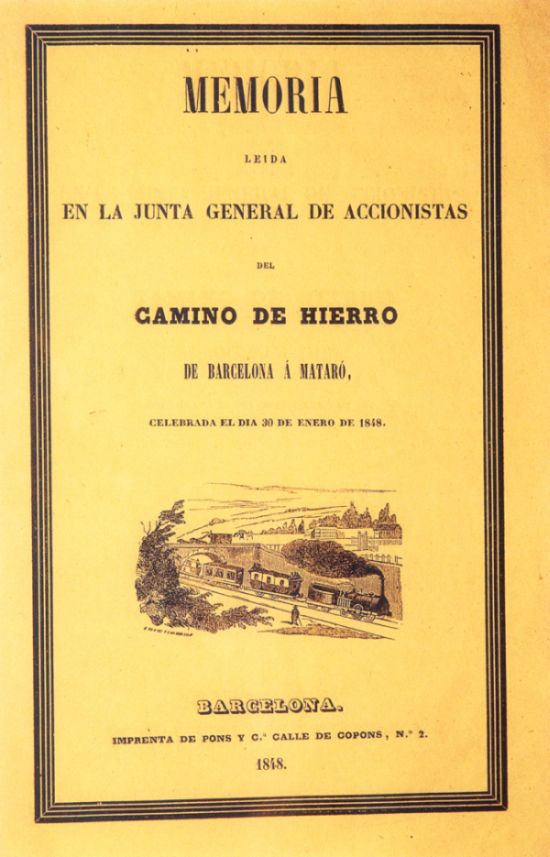 MEMORIA
LEIDA
EN LA JUNTA GENERAL DE ACCIONISTAS
DEL
CAMINO DE HIERRO
DE BARCELONA Á MATARÓ,
CELEBRADA EL DIA 30 DE ENERO DE 1848.
BARCELONA.
IMPRENTA DE PONS Y C.ª CALLE DE COPONS, N.º 2.
1848.